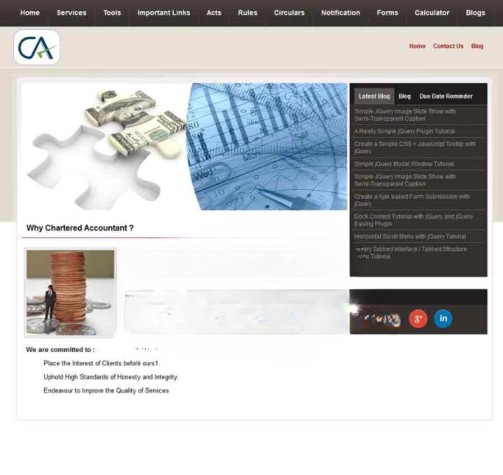 Home Services Tools Important Links Acts Rules Circulars Notification Forms Calculator Blogs
CA
Home Contact Us Blog
Latest Blog Blog Due Date Reminder
Simple JQuery Image Slide Show with
Semi-Transparent Caption
A Really Simple jQuery Plugin Tutorial
Create a Simple CSS + Javascript Tooltip with
jQuery
Simple jQuery Modal Window Tutorial
Simple JQuery Image Slide Show with
Semi-Transparent Caption
Create a Ajax based Form Submission with
jQuery
Dock Content Tutorial with jQuery and jQuery
Easing Plugin
Horizontal Scroll Menu with jQuery Tutorial
Tabbed Interface / Tabbed Structure
Tutorial
Why Chartered Accountant ?
g+ in
We are committed to :
Place the Interest of Clients before ours1.
Uphold High Standards of Honesty and Integrity.
Endeavour to Improve the Quality of Services